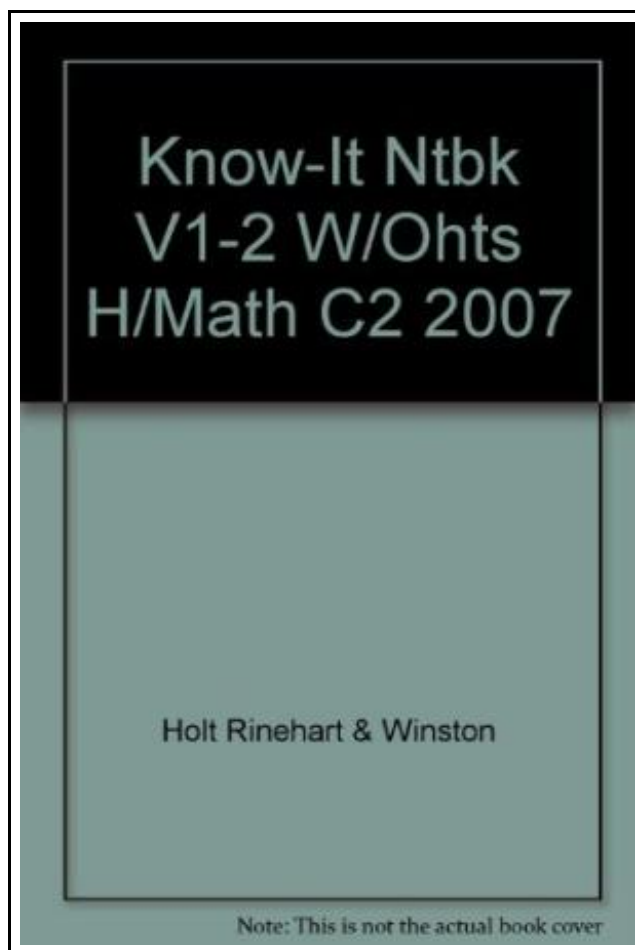 Know-It Ntbk
V1-2 W/Ohts
H/Math C2 2007
Holt Rinehart & Winston
Note: This is not the actual book cover